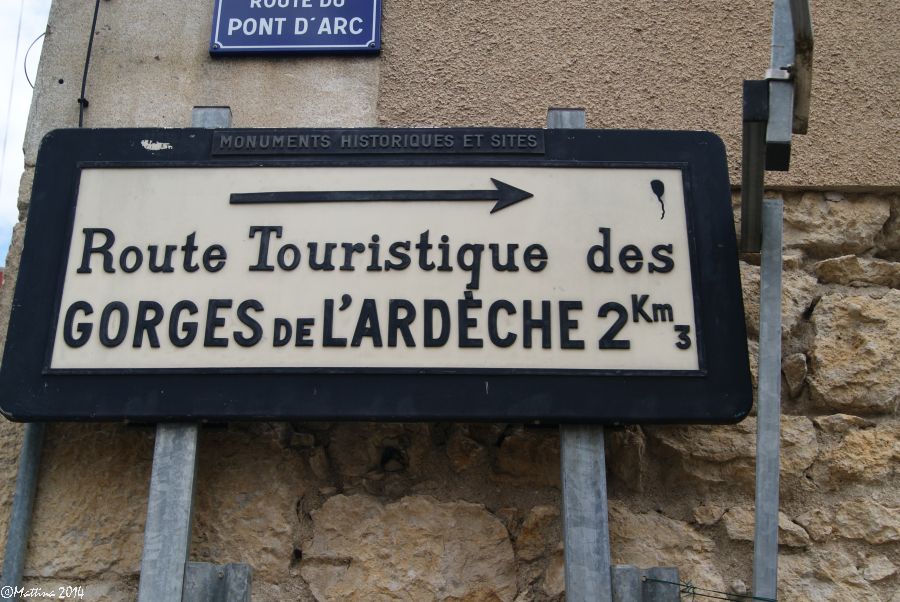 ROUTE DU
PONT D'ARC
MONUMENTS HISTORIQUES ET SITES
Route Touristique des
GORGES DE L'ARDÈCHE 2Km3
©Mattina 2014